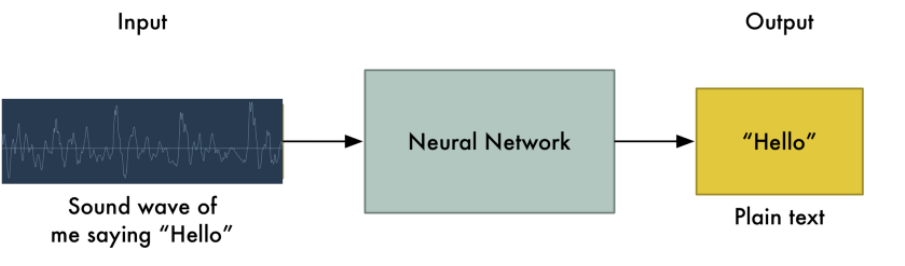 Input
Output
Neural Network
“Hello”
Sound wave of
me saying “Hello”
Plain text